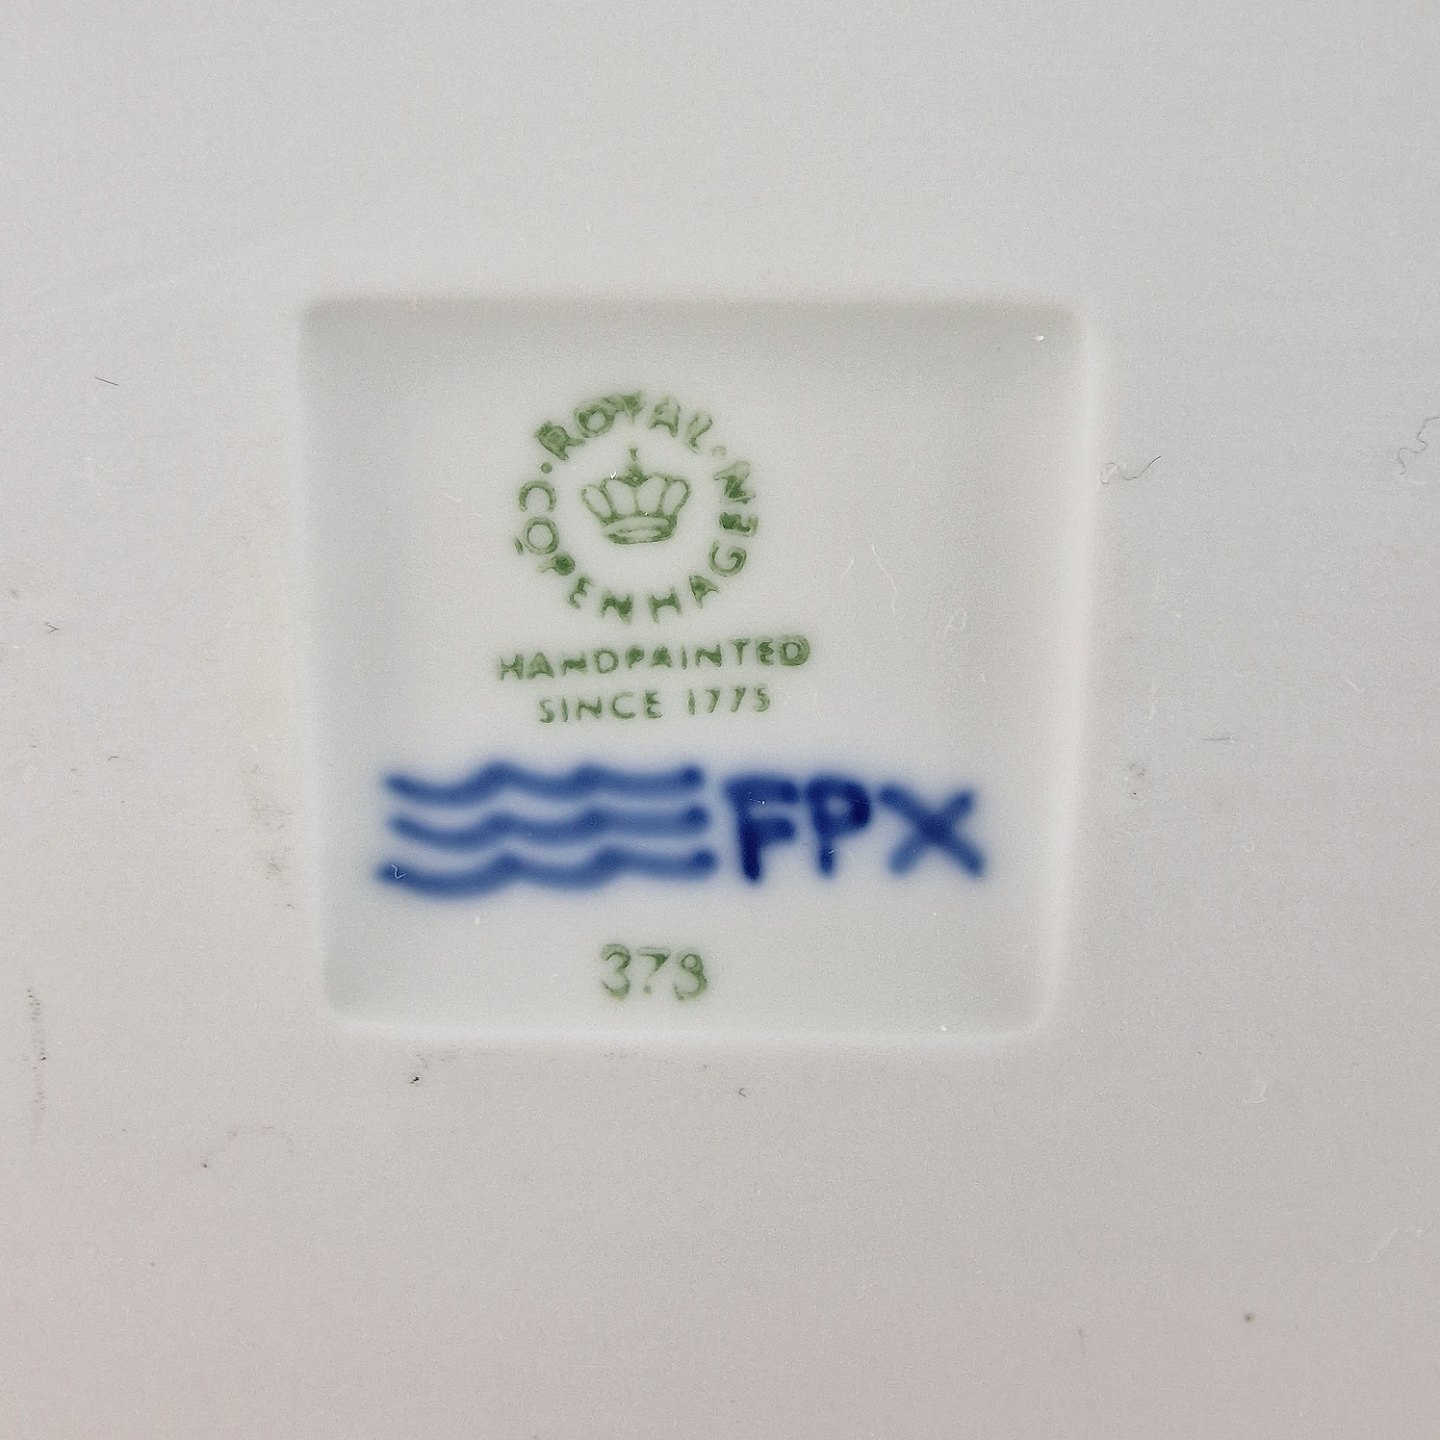 ROYAL · COPENHAGEN ·
HANDPAINTED
SINCE 1775
FPX
378